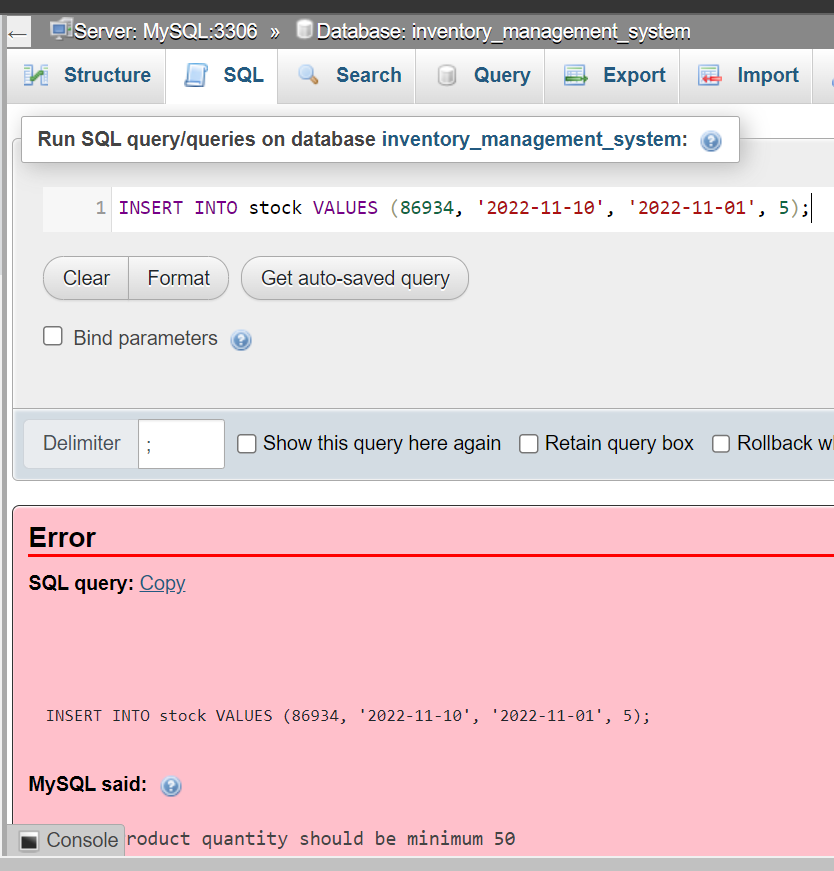 ← Server: MySQL:3306 » Database: inventory_management_system
Structure SQL Search Query Export Import
Run SQL query/queries on database inventory_management_system:
1 INSERT INTO stock VALUES (86934, '2022-11-10', '2022-11-01', 5);
Clear Format Get auto-saved query
Bind parameters
Delimiter ; Show this query here again Retain query box Rollback
Error
SQL query: Copy
INSERT INTO stock VALUES (86934, '2022-11-10', '2022-11-01', 5);
MySQL said:
Console roduct quantity should be minimum 50